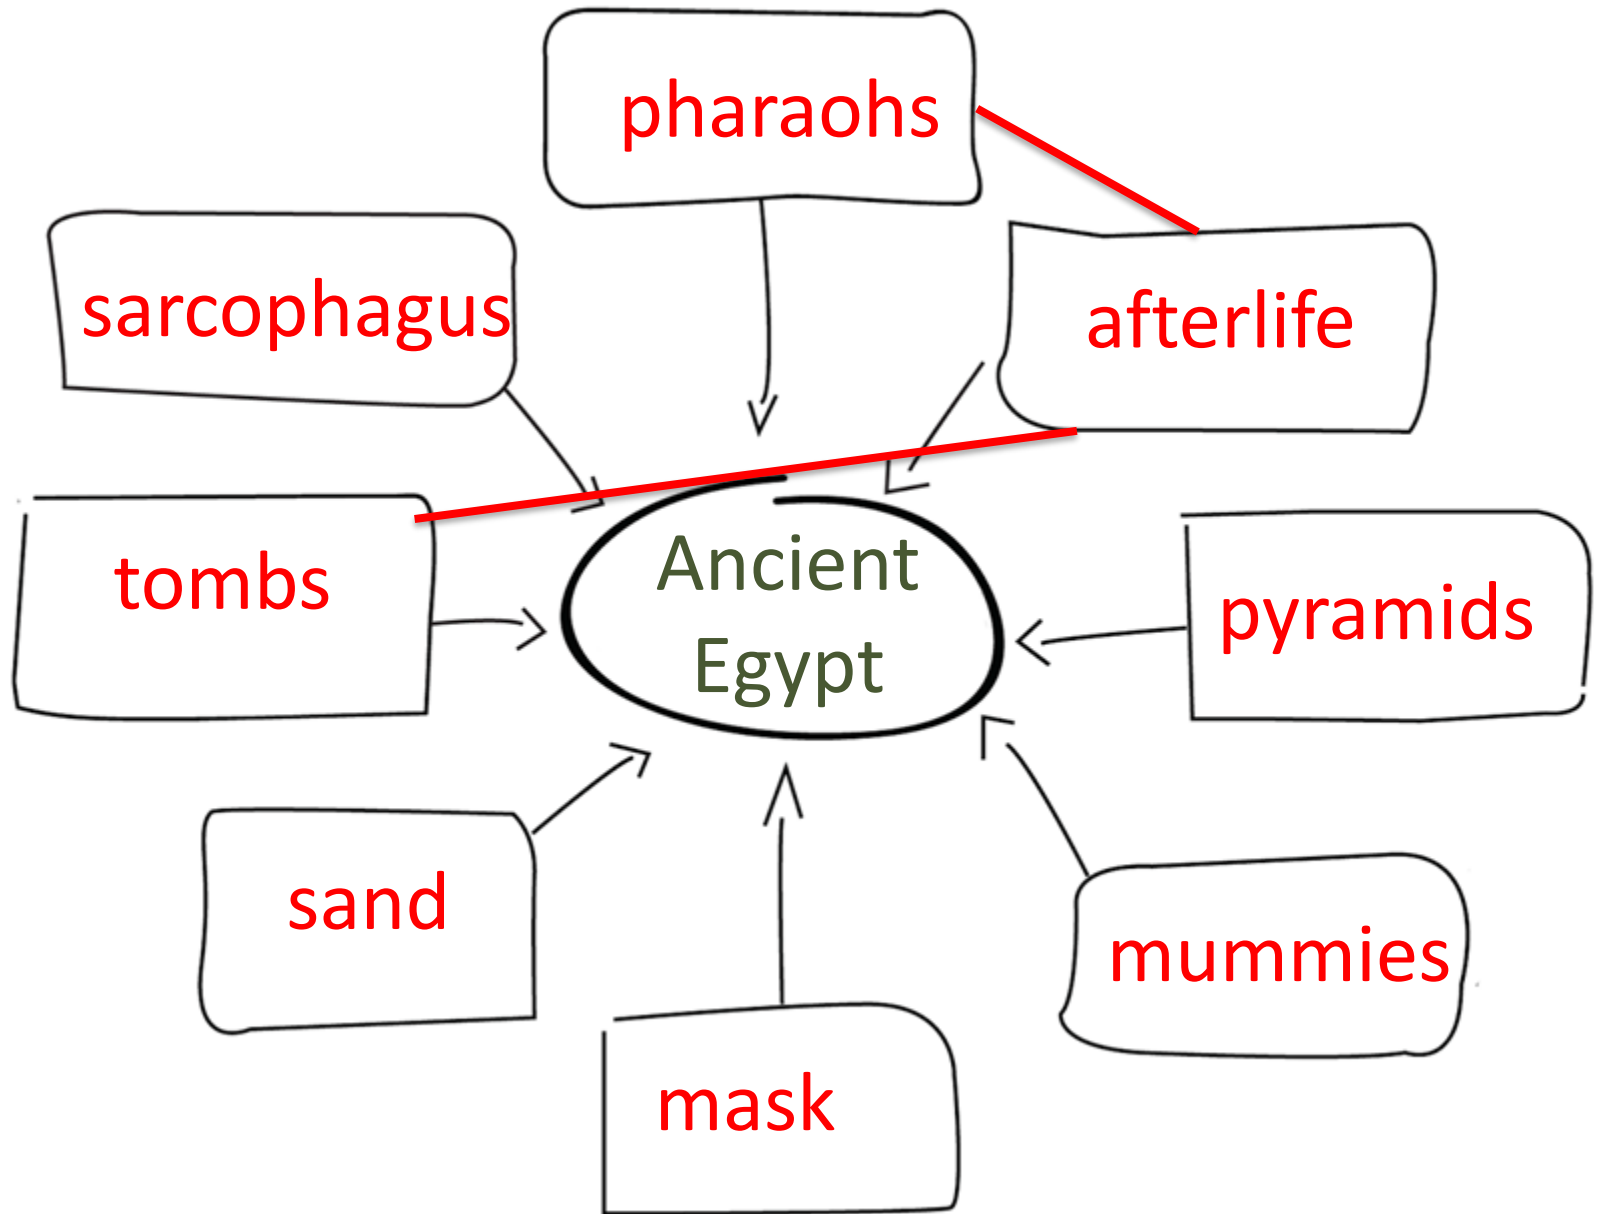 pharaohs
sarcophagus
afterlife
tombs
Ancient
Egypt
pyramids
sand
mummies
mask